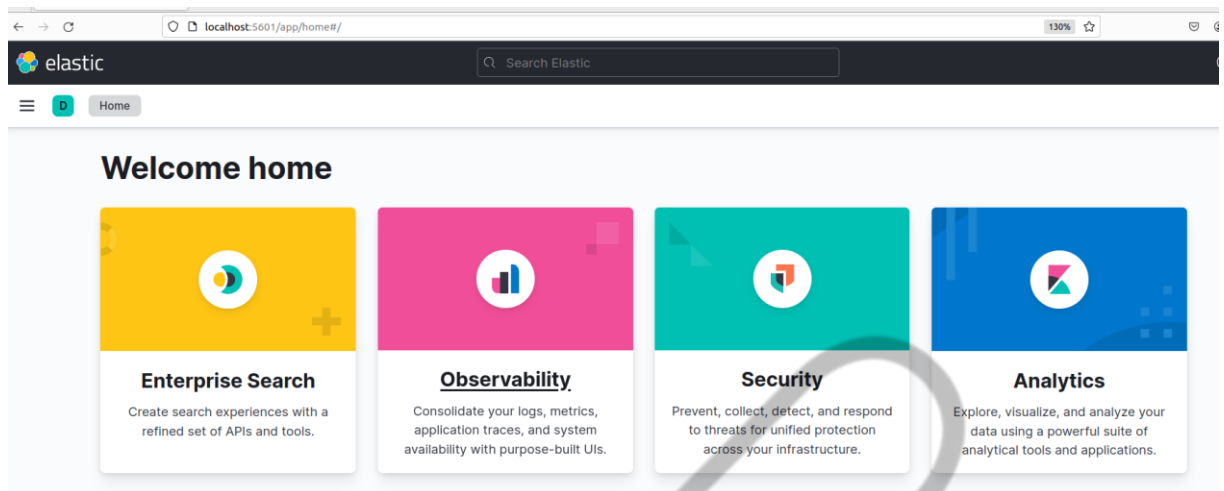 localhost:5601/app/home#/
130%
elastic
Search Elastic
D
Home
Welcome home
Enterprise Search
Create search experiences with a
refined set of APIs and tools.
Observability
Consolidate your logs, metrics,
application traces, and system
availability with purpose-built UIs.
Security
Prevent, collect, detect, and respond
to threats for unified protection
across your infrastructure.
Analytics
Explore, visualize, and analyze your
data using a powerful suite of
analytical tools and applications.